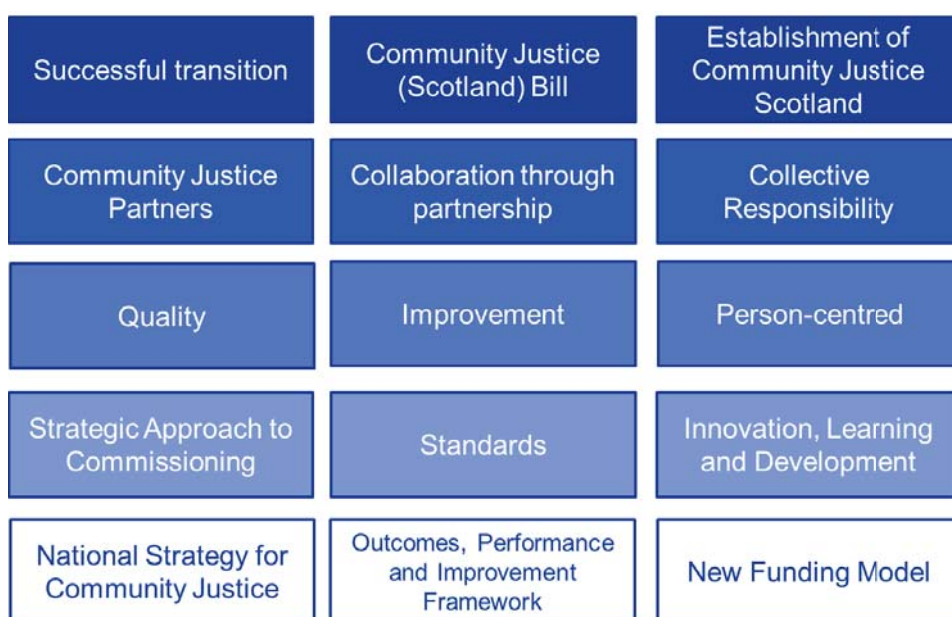 Successful transition
Community Justice
(Scotland) Bill
Establishment of
Community Justice
Scotland
Community Justice
Partners
Collaboration through
partnership
Collective
Responsibility
Quality
Improvement
Person-centred
Strategic Approach to
Commissioning
Standards
Innovation, Learning
and Development
National Strategy for
Community Justice
Outcomes, Performance
and Improvement
Framework
New Funding Model